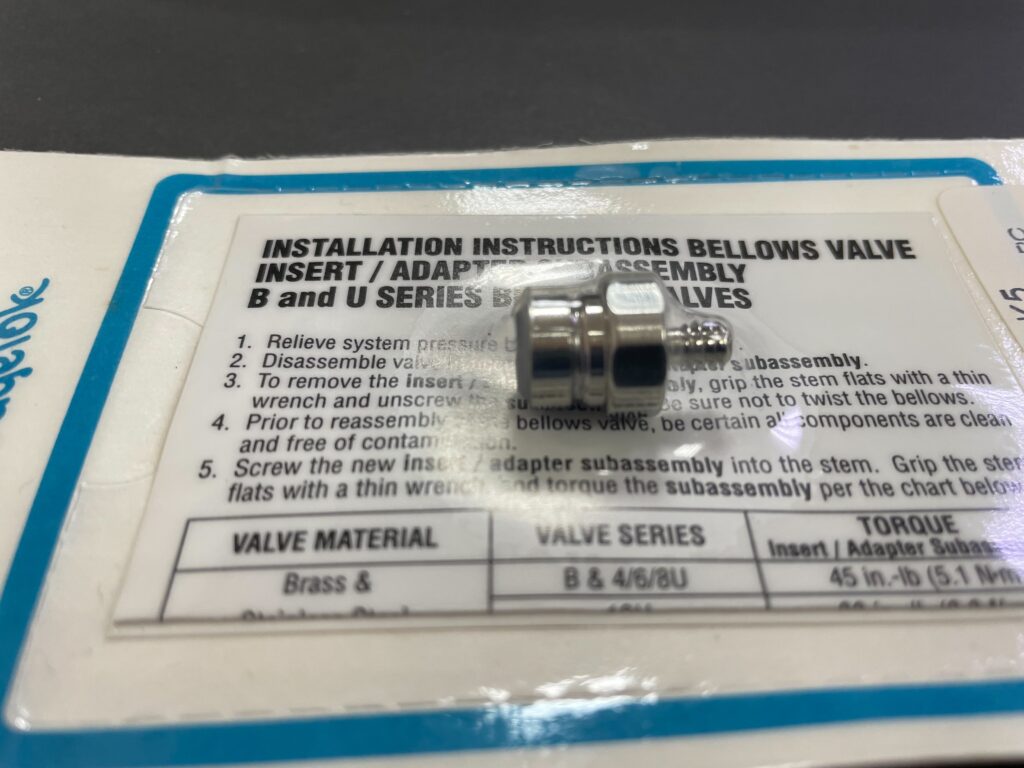 INSTALLATION INSTRUCTIONS BELLOWS VALVE
INSERT / ADAPTER SUBASSEMBLY
B and U SERIES B ALVES
1. Relieve system pressure
2. Disassemble valve adapter subassembly.
3. To remove the insert / bly, grip the stem flats with a thin
wrench and unscrew the Be sure not to twist the bellows.
4. Prior to reassembly bellows valve, be certain all components are clean
and free of contamination.
5. Screw the new insert / adapter subassembly into the stem. Grip the stem
flats with a thin wrench and torque the subassembly per the chart below
VALVE MATERIAL VALVE SERIES TORQUE
Insert / Adapter Subass
Brass & B & 4/6/8U 45 in.-lb (5.1 N·m